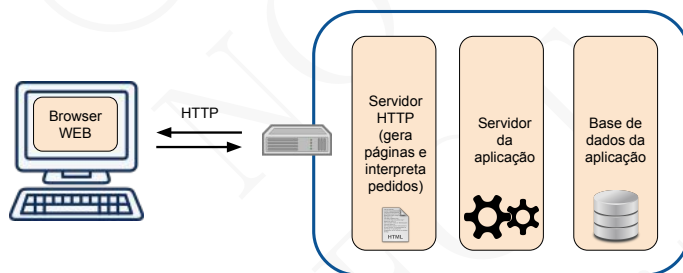 Browser
WEB
HTTP
Servidor
HTTP
(gera
páginas e
interpreta
pedidos)
HTML
Servidor
da
aplicação
Base de
dados da
aplicação